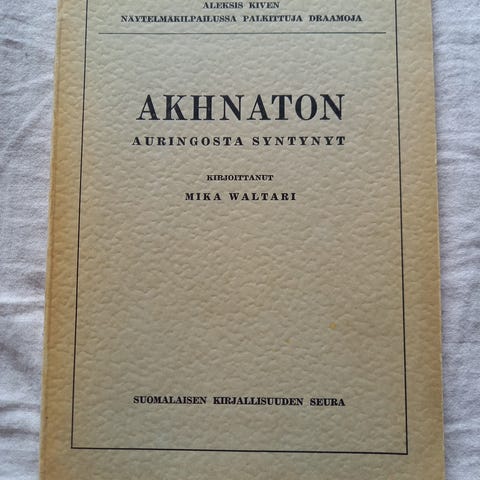 ALEKSIS KIVEN
NÄYTELMÄKILPAILUSSA PALKITTUJA DRAAMOJA
AKHNATON
AURINGOSTA SYNTYNYT
KIRJOITTANUT
MIKA WALTARI
SUOMALAISEN KIRJALLISUUDEN SEURA